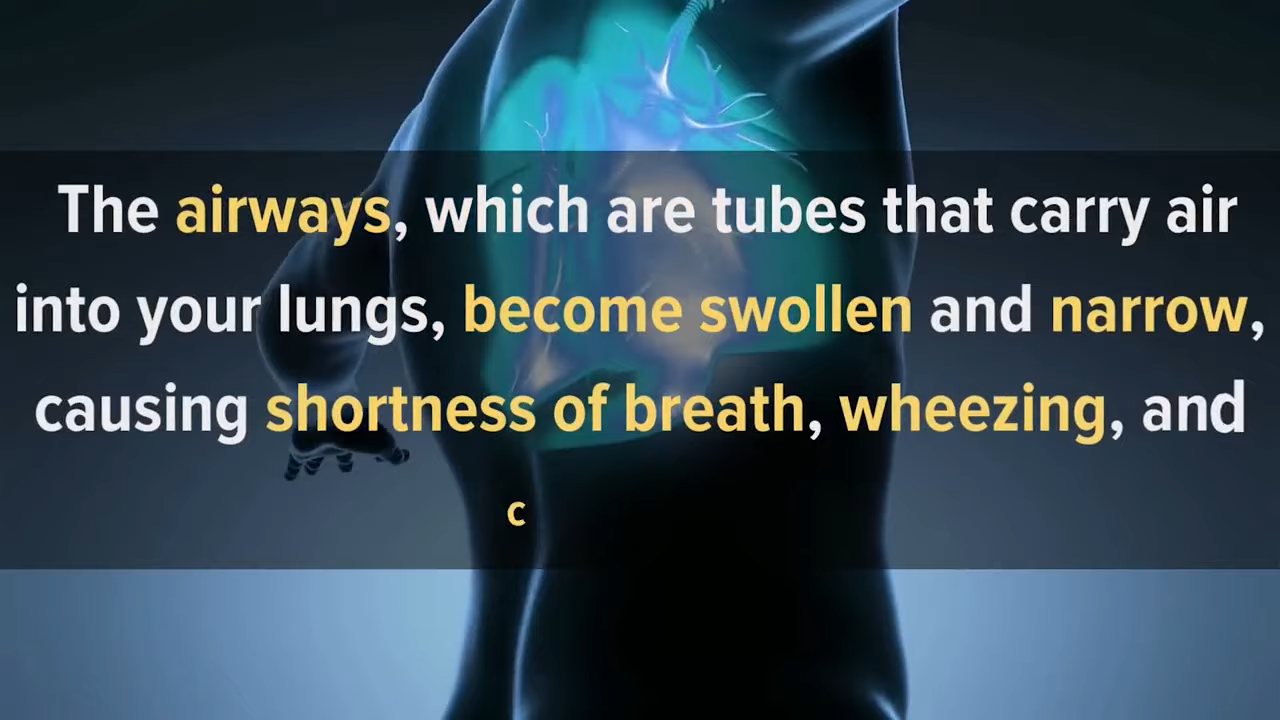 The airways, which are tubes that carry air
into your lungs, become swollen and narrow,
causing shortness of breath, wheezing, and
c